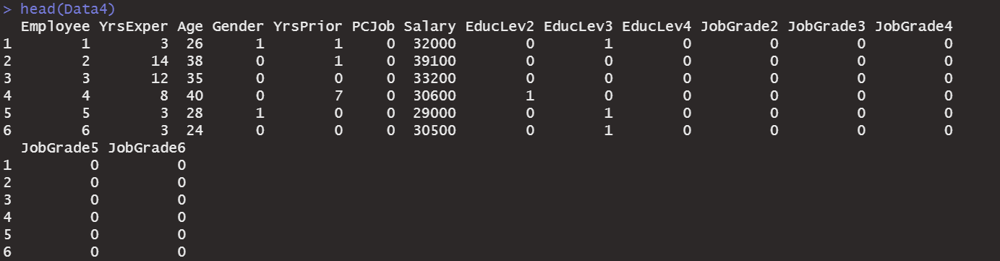 > head(Data4)
  Employee YrsExper Age Gender YrsPrior PCJob Salary EducLev2 EducLev3 EducLev4 JobGrade2 JobGrade3 JobGrade4
1        1        3  26      1        1     0  32000        0        1        0         0         0         0
2        2       14  38      0        1     0  39100        0        0        0         0         0         0
3        3       12  35      0        0     0  33200        0        0        0         0         0         0
4        4        8  40      0        7     0  30600        1        0        0         0         0         0
5        5        3  28      1        0     0  29000        0        1        0         0         0         0
6        6        3  24      0        0     0  30500        0        1        0         0         0         0
  JobGrade5 JobGrade6
1         0         0
2         0         0
3         0         0
4         0         0
5         0         0
6         0         0